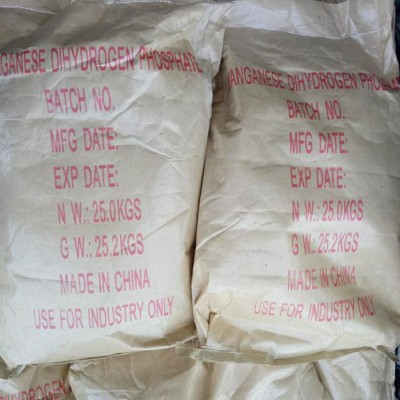 ANGANESE DIHYDROGEN PHOSPHATE
BATCH NO.
MFG DATE:
EXP DATE:
N W.: 25.0KGS
G W.: 25.2KGS
MADE IN CHINA
USE FOR INDUSTRY ONLY
ANGANESE DIHYDROGEN PHOSPHA
BATCH NO.
MFG DATE:
EXP DATE:
N W.: 25.0KGS
G W.: 25.2KGS
MADE IN CHINA
USE FOR INDUSTRY ONLY